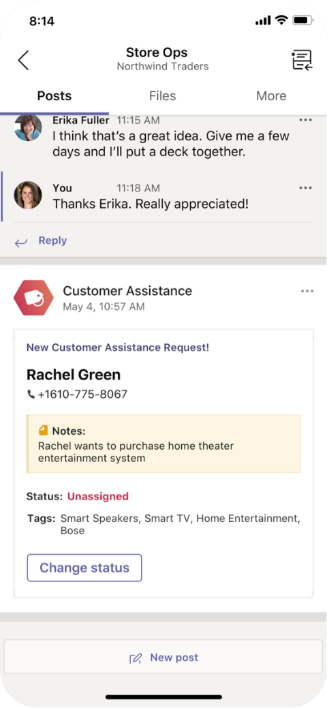 8:14
Store Ops
Northwind Traders
Posts
Files
More
Erika Fuller 11:15 AM
I think that's a great idea. Give me a few
days and I'll put a deck together.
You 11:18 AM
Thanks Erika. Really appreciated!
Reply
Customer Assistance
May 4, 10:57 AM
New Customer Assistance Request!
Rachel Green
+1610-775-8067
Notes:
Rachel wants to purchase home theater
entertainment system
Status: Unassigned
Tags: Smart Speakers, Smart TV, Home Entertainment,
Bose
Change status
New post